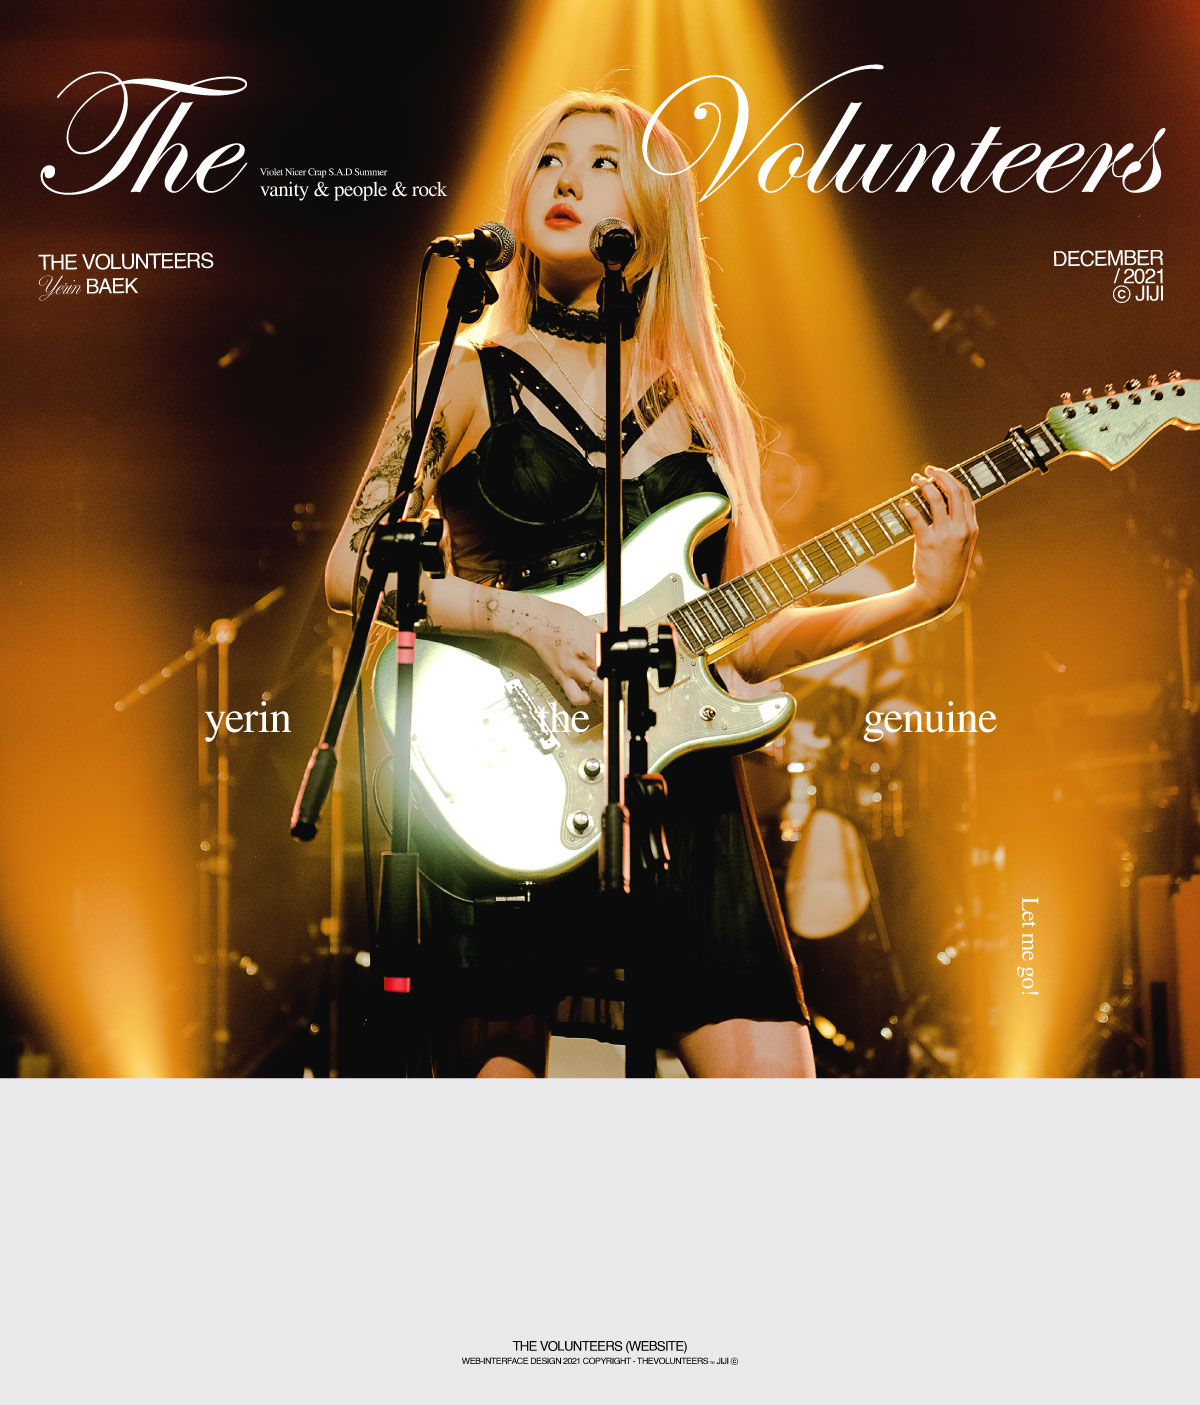 The Volunteers
Violet Nicer Crap S.A.D Summer
vanity & people & rock
THE VOLUNTEERS
Yerin BAEK
DECEMBER
/ 2021
© JIJI
yerin the genuine
Let me go!
THE VOLUNTEERS (WEBSITE)
WEB-INTERFACE DESIGN 2021 COPYRIGHT - THEVOLUNTEERS ™ JIJI ©